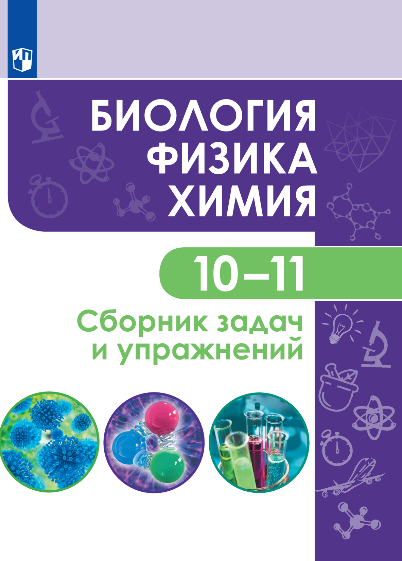 БИОЛОГИЯ
ФИЗИКА
ХИМИЯ
10–11
Сборник задач
и упражнений